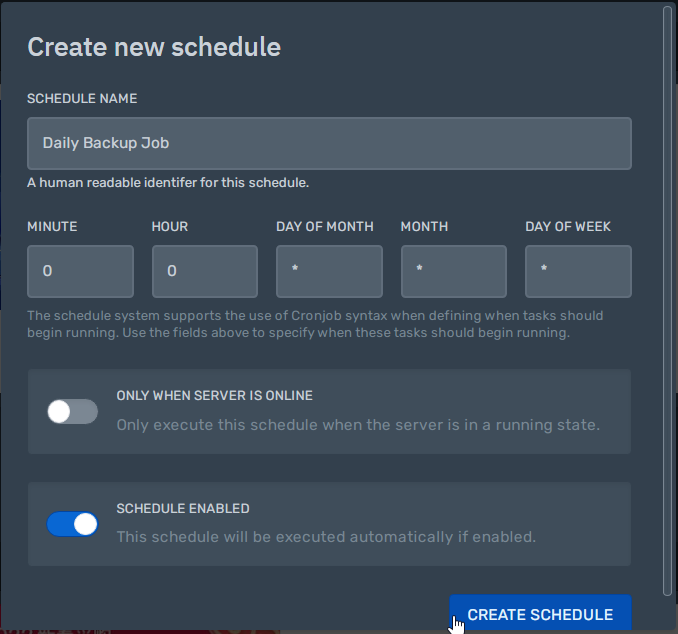 Create new schedule
SCHEDULE NAME
Daily Backup Job
A human readable identifer for this schedule.
MINUTE HOUR DAY OF MONTH MONTH DAY OF WEEK
0 0 * * *
The schedule system supports the use of Cronjob syntax when defining when tasks should
begin running. Use the fields above to specify when these tasks should begin running.
ONLY WHEN SERVER IS ONLINE
Only execute this schedule when the server is in a running state.
SCHEDULE ENABLED
This schedule will be executed automatically if enabled.
CREATE SCHEDULE